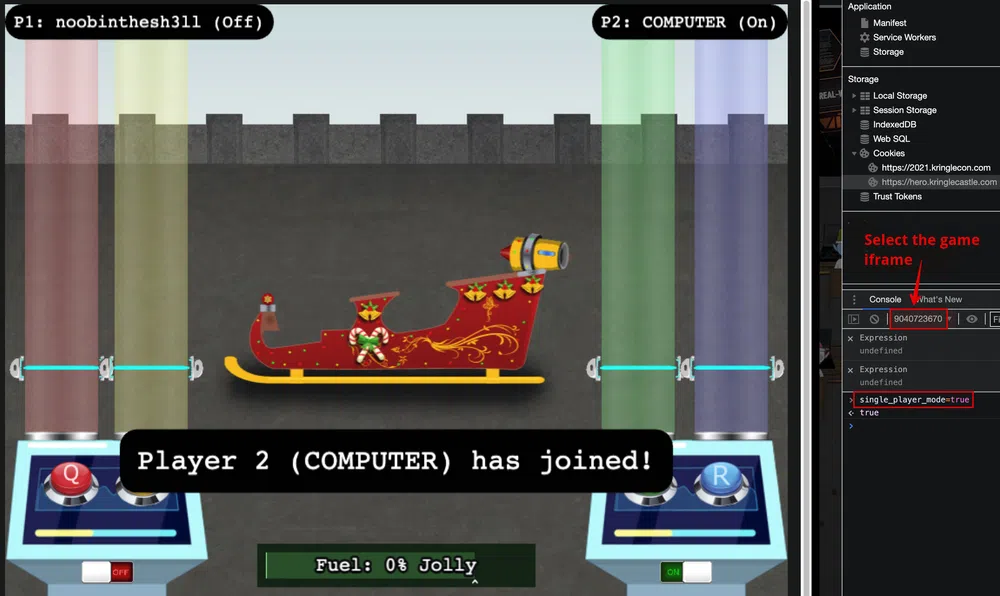 P1: noobinthesh3ll (Off)
P2: COMPUTER (On)
Player 2 (COMPUTER) has joined!
Q
R
OFF
ON
Fuel: 0% Jolly
Application
Manifest
Service Workers
Storage
Storage
Local Storage
Session Storage
IndexedDB
Web SQL
Cookies
https://2021.kringlecon.com
https://hero.kringlecastle.com
Trust Tokens
Select the game
iframe
Console
What's New
9040723670
Fi
Expression
undefined
Expression
undefined
single_player_mode=true
true